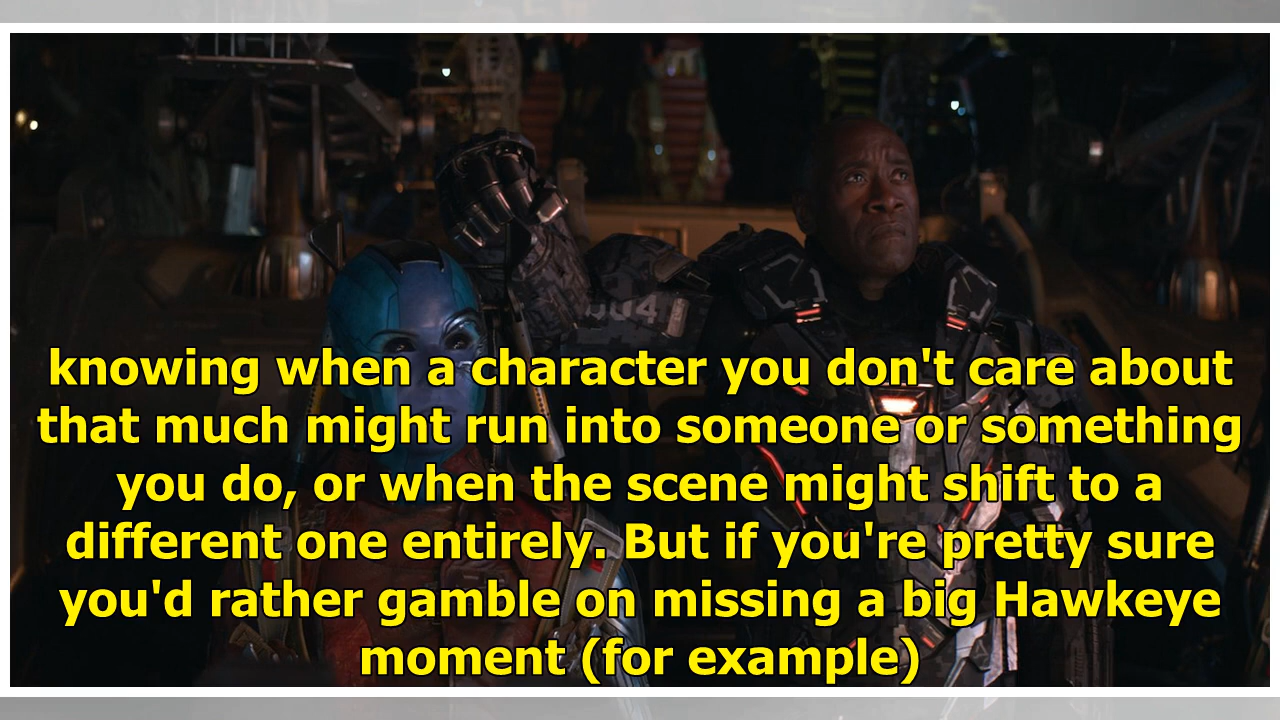 004
knowing when a character you don't care about
that much might run into someone or something
you do, or when the scene might shift to a
different one entirely. But if you're pretty sure
you'd rather gamble on missing a big Hawkeye
moment (for example)